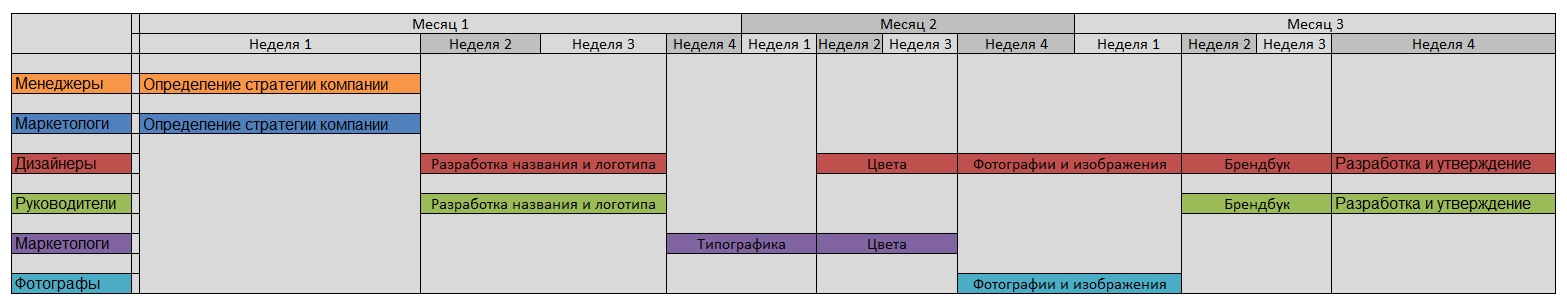 Месяц 1 Месяц 2 Месяц 3
Неделя 1 Неделя 2 Неделя 3 Неделя 4 Неделя 1 Неделя 2 Неделя 3 Неделя 4 Неделя 1 Неделя 2 Неделя 3 Неделя 4
Менеджеры Определение стратегии компании
Маркетологи Определение стратегии компании
Дизайнеры Разработка названия и логотипа Цвета Фотографии и изображения Брендбук Разработка и утверждение
Руководители Разработка названия и логотипа Брендбук Разработка и утверждение
Маркетологи Типографика Цвета
Фотографы Фотографии и изображения